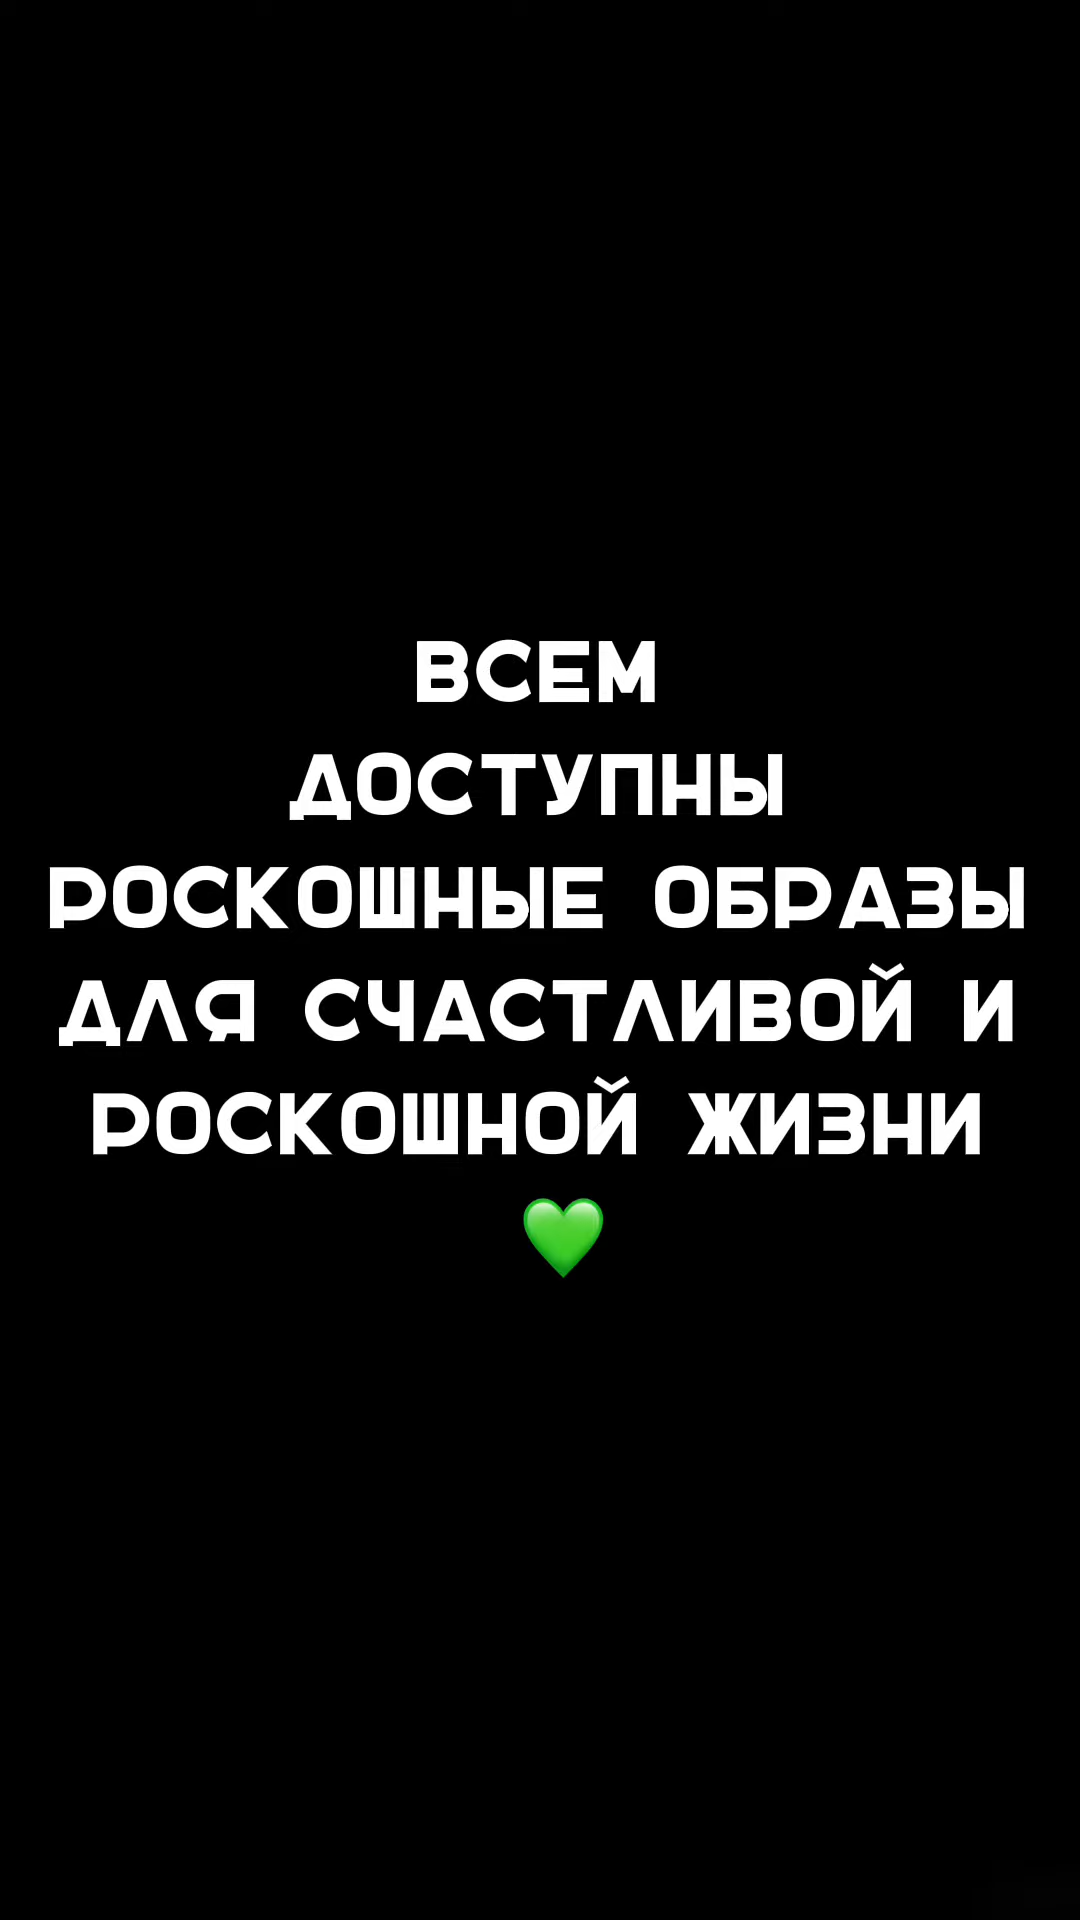 ВСЕМ
ДОСТУПНЫ
РОСКОШНЫЕ ОБРАЗЫ
ДЛЯ СЧАСТЛИВОЙ И
РОСКОШНОЙ ЖИЗНИ
💚